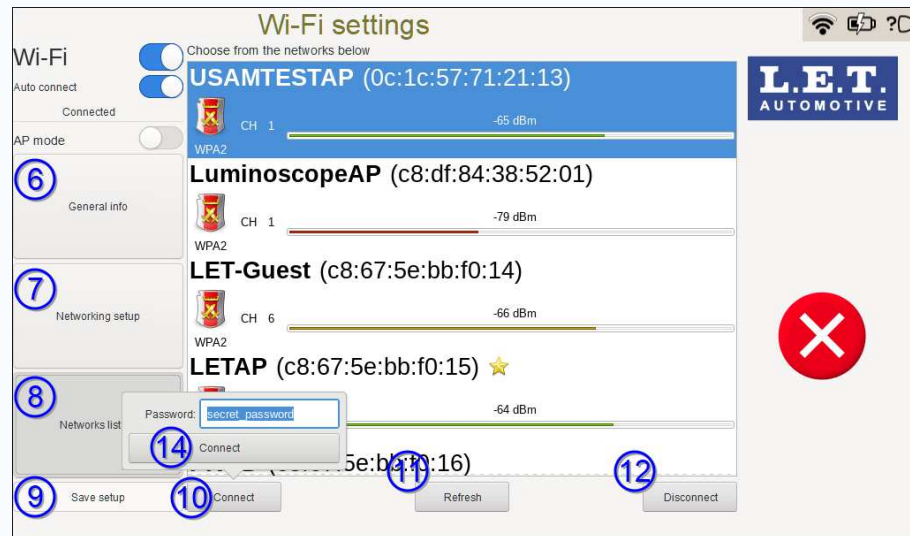 Wi-Fi settings
?
Wi-Fi
Choose from the networks below
Auto connect
Connected
AP mode
USAMTESTAP (0c:1c:57:71:21:13)
CH 1
-65 dBm
WPA2
L.E.T.
AUTOMOTIVE
6
General info
LuminoscopeAP (c8:df:84:38:52:01)
CH 1
-79 dBm
WPA2
7
Networking setup
LET-Guest (c8:67:5e:bb:f0:14)
CH 6
-66 dBm
WPA2
LETAP (c8:67:5e:bb:f0:15)
-64 dBm
8
Networks list
Password: secret_password
14 Connect
5e:bb:f0:16)
9 Save setup
10 Connect
11 Refresh
12 Disconnect